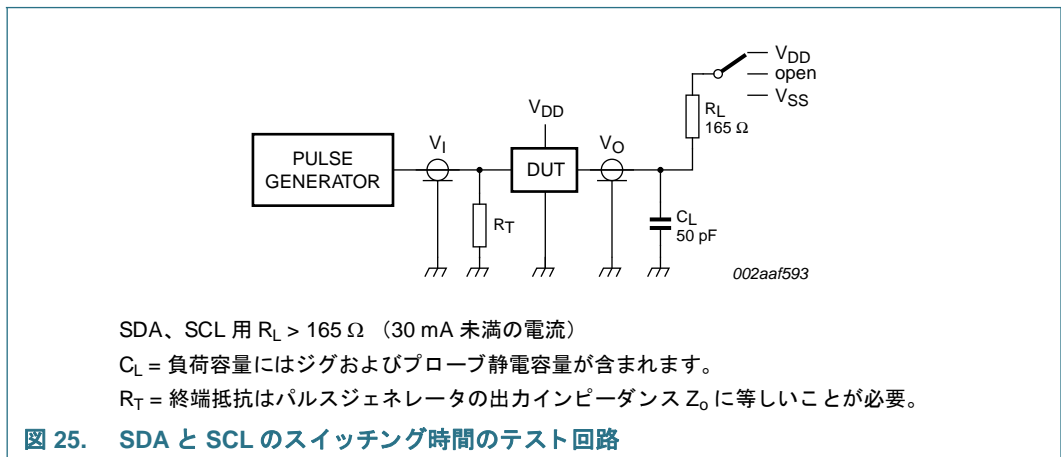 PULSE
GENERATOR
V_I
R_T
V_DD
DUT
V_O
R_L
165 Ω
V_DD
open
V_SS
C_L
50 pF
002aaf593
SDA、SCL 用 R_L > 165 Ω （30 mA 未満の電流）
C_L = 負荷容量にはジグおよびプローブ静電容量が含まれます。
R_T = 終端抵抗はパルスジェネレータの出力インピーダンス Z_o に等しいことが必要。
図 25. SDA と SCL のスイッチング時間のテスト回路